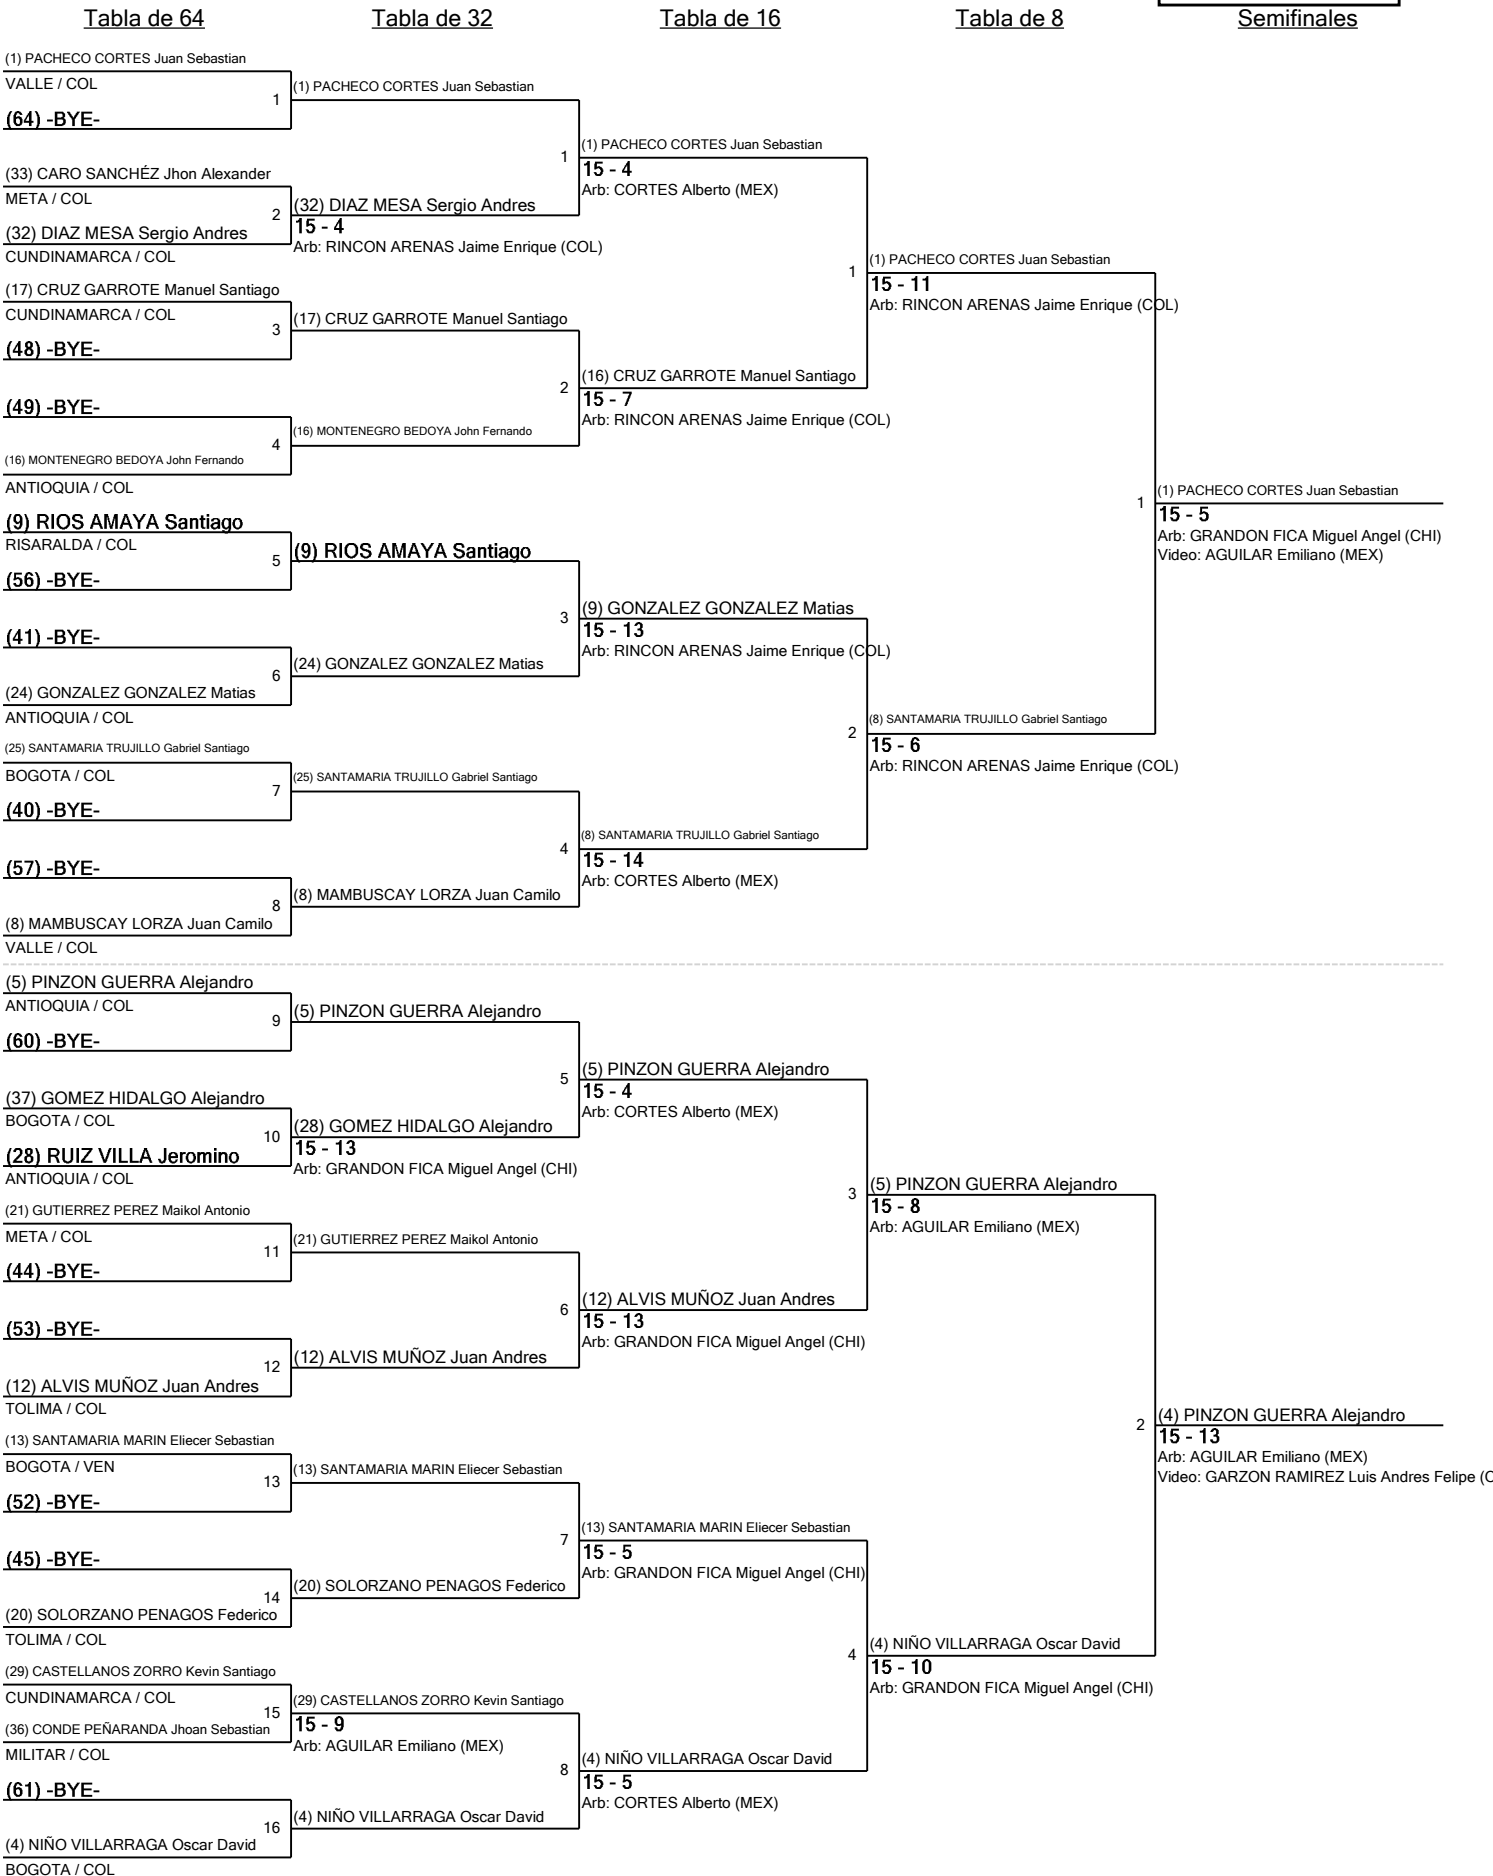 Tabla de 64
Tabla de 32
Tabla de 16
Tabla de 8
Semifinales
(1) PACHECO CORTES Juan Sebastian
VALLE / COL
1
(64) -BYE-
(33) CARO SANCHÉZ Jhon Alexander
META / COL
2
(32) DIAZ MESA Sergio Andres
CUNDINAMARCA / COL
(17) CRUZ GARROTE Manuel Santiago
CUNDINAMARCA / COL
3
(48) -BYE-
(49) -BYE-
4
(16) MONTENEGRO BEDOYA John Fernando
ANTIOQUIA / COL
(9) RIOS AMAYA Santiago
RISARALDA / COL
5
(56) -BYE-
(41) -BYE-
6
(24) GONZALEZ GONZALEZ Matias
ANTIOQUIA / COL
(25) SANTAMARIA TRUJILLO Gabriel Santiago
BOGOTA / COL
7
(40) -BYE-
(57) -BYE-
8
(8) MAMBUSCAY LORZA Juan Camilo
VALLE / COL
(5) PINZON GUERRA Alejandro
ANTIOQUIA / COL
9
(60) -BYE-
(37) GOMEZ HIDALGO Alejandro
BOGOTA / COL
10
(28) RUIZ VILLA Jeromino
ANTIOQUIA / COL
(21) GUTIERREZ PEREZ Maikol Antonio
META / COL
11
(44) -BYE-
(53) -BYE-
12
(12) ALVIS MUÑOZ Juan Andres
TOLIMA / COL
(13) SANTAMARIA MARIN Eliecer Sebastian
BOGOTA / VEN
13
(52) -BYE-
(45) -BYE-
14
(20) SOLORZANO PENAGOS Federico
TOLIMA / COL
(29) CASTELLANOS ZORRO Kevin Santiago
CUNDINAMARCA / COL
15
(36) CONDE PEÑARANDA Jhoan Sebastian
MILITAR / COL
(61) -BYE-
16
(4) NIÑO VILLARRAGA Oscar David
BOGOTA / COL
(1) PACHECO CORTES Juan Sebastian
1
(32) DIAZ MESA Sergio Andres
15 - 4
Arb: RINCON ARENAS Jaime Enrique (COL)
(17) CRUZ GARROTE Manuel Santiago
2
(16) MONTENEGRO BEDOYA John Fernando
(9) RIOS AMAYA Santiago
3
(24) GONZALEZ GONZALEZ Matias
(25) SANTAMARIA TRUJILLO Gabriel Santiago
4
(8) MAMBUSCAY LORZA Juan Camilo
(5) PINZON GUERRA Alejandro
5
(28) GOMEZ HIDALGO Alejandro
15 - 13
Arb: GRANDON FICA Miguel Angel (CHI)
(21) GUTIERREZ PEREZ Maikol Antonio
6
(12) ALVIS MUÑOZ Juan Andres
(13) SANTAMARIA MARIN Eliecer Sebastian
7
(20) SOLORZANO PENAGOS Federico
(29) CASTELLANOS ZORRO Kevin Santiago
15 - 9
Arb: AGUILAR Emiliano (MEX)
8
(4) NIÑO VILLARRAGA Oscar David
(1) PACHECO CORTES Juan Sebastian
15 - 4
Arb: CORTES Alberto (MEX)
1
(16) CRUZ GARROTE Manuel Santiago
15 - 7
Arb: RINCON ARENAS Jaime Enrique (COL)
(9) GONZALEZ GONZALEZ Matias
15 - 13
Arb: RINCON ARENAS Jaime Enrique (COL)
2
(8) SANTAMARIA TRUJILLO Gabriel Santiago
15 - 14
Arb: CORTES Alberto (MEX)
(5) PINZON GUERRA Alejandro
15 - 4
Arb: CORTES Alberto (MEX)
3
(12) ALVIS MUÑOZ Juan Andres
15 - 13
Arb: GRANDON FICA Miguel Angel (CHI)
(13) SANTAMARIA MARIN Eliecer Sebastian
15 - 5
Arb: GRANDON FICA Miguel Angel (CHI)
4
(4) NIÑO VILLARRAGA Oscar David
15 - 5
Arb: CORTES Alberto (MEX)
(1) PACHECO CORTES Juan Sebastian
15 - 11
Arb: RINCON ARENAS Jaime Enrique (COL)
1
(8) SANTAMARIA TRUJILLO Gabriel Santiago
15 - 6
Arb: RINCON ARENAS Jaime Enrique (COL)
(5) PINZON GUERRA Alejandro
15 - 8
Arb: AGUILAR Emiliano (MEX)
2
(4) NIÑO VILLARRAGA Oscar David
15 - 10
Arb: GRANDON FICA Miguel Angel (CHI)
(1) PACHECO CORTES Juan Sebastian
15 - 5
Arb: GRANDON FICA Miguel Angel (CHI)
Video: AGUILAR Emiliano (MEX)
(4) PINZON GUERRA Alejandro
15 - 13
Arb: AGUILAR Emiliano (MEX)
Video: GARZON RAMIREZ Luis Andres Felipe (C